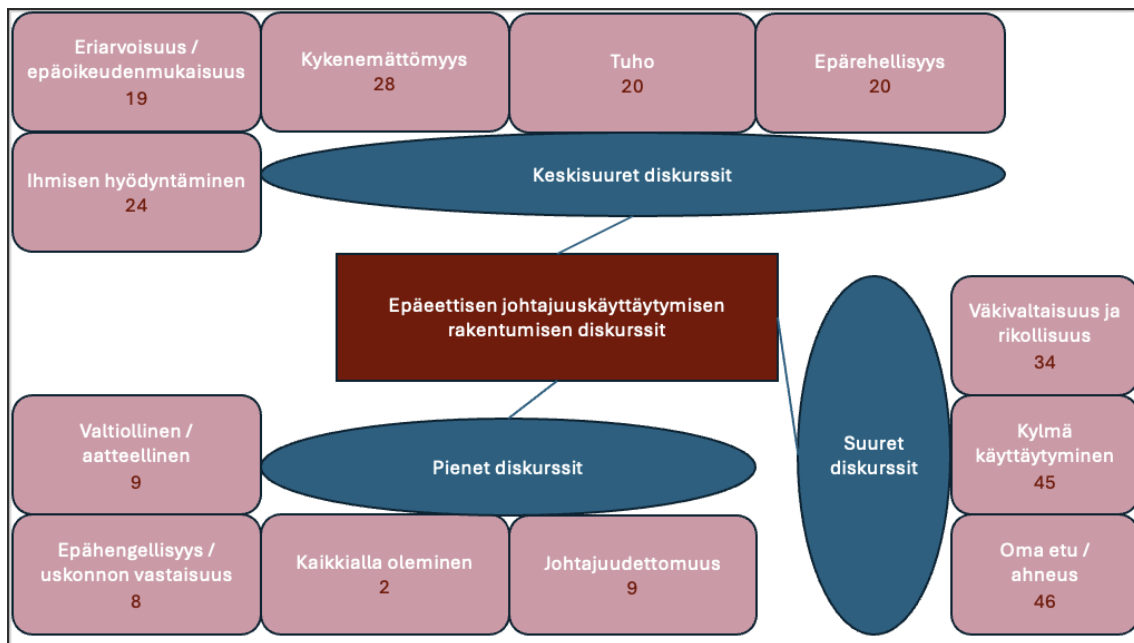 Eriarvoisuus /
epäoikeudenmukaisuus
19
Kykenemättömyys
28
Tuho
20
Epärehellisyys
20
Ihmisen hyödyntäminen
24
Keskisuuret diskurssit
Epäeettisen johtajuuskäyttäytymisen
rakentumisen diskurssit
Väkivaltaisuus ja
rikollisuus
34
Valtiollinen /
aatteellinen
9
Pienet diskurssit
Suuret
diskurssit
Kylmä
käyttäytyminen
45
Epähengellisyys /
uskonnon vastaisuus
8
Kaikkialla oleminen
2
Johtajuudettomuus
9
Oma etu /
ahneus
46